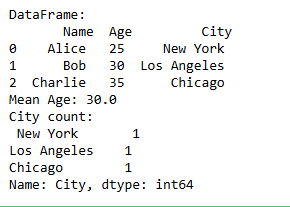 DataFrame:
      Name  Age         City
0    Alice   25     New York
1      Bob   30  Los Angeles
2  Charlie   35      Chicago
Mean Age: 30.0
City count:
 New York       1
Los Angeles    1
Chicago        1
Name: City, dtype: int64